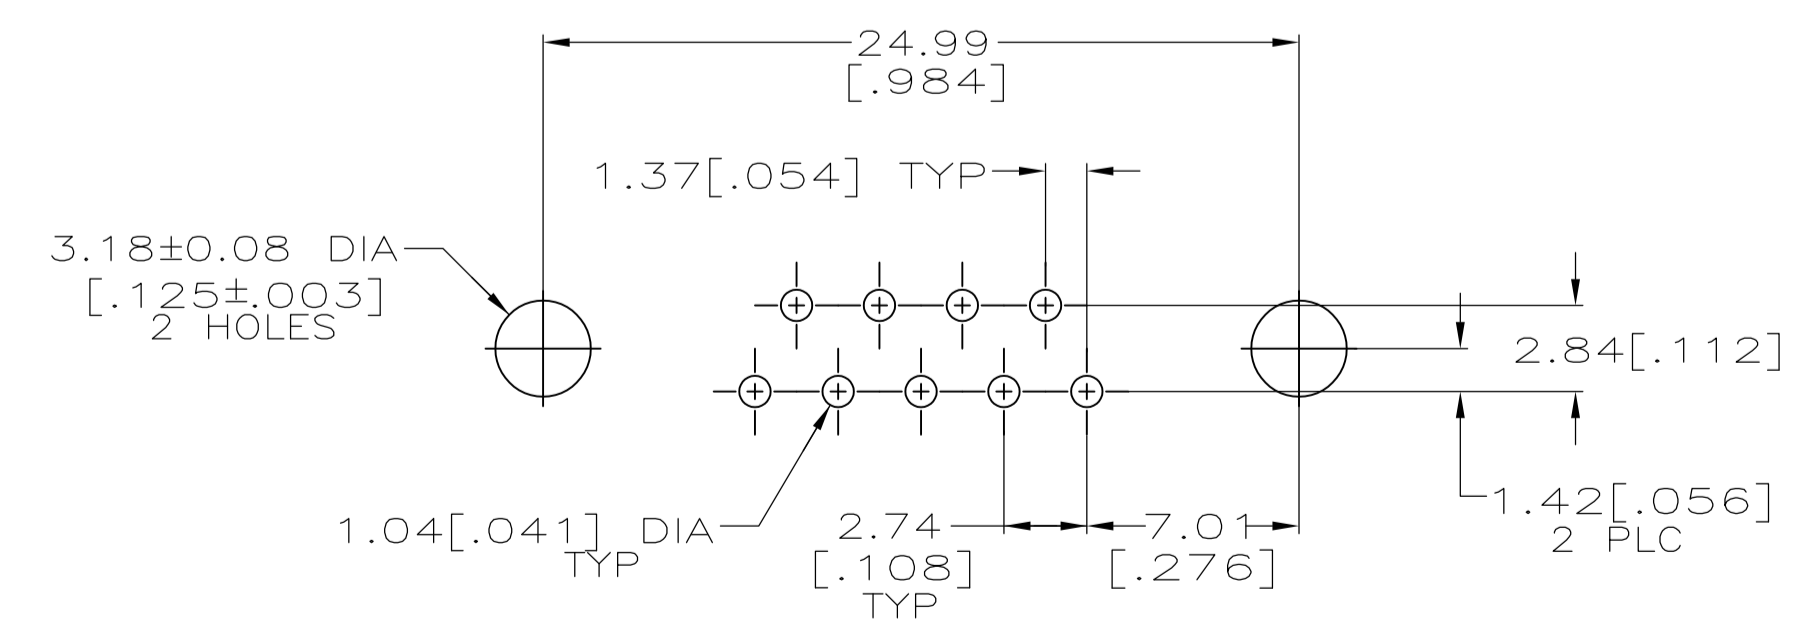 24.99
[.984]
1.37[.054] TYP
3.18±0.08 DIA
[.125±.003]
2 HOLES
2.84[.112]
1.42[.056]
2 PLC
1.04[.041] DIA
TYP
2.74
[.108]
TYP
7.01
[.276]